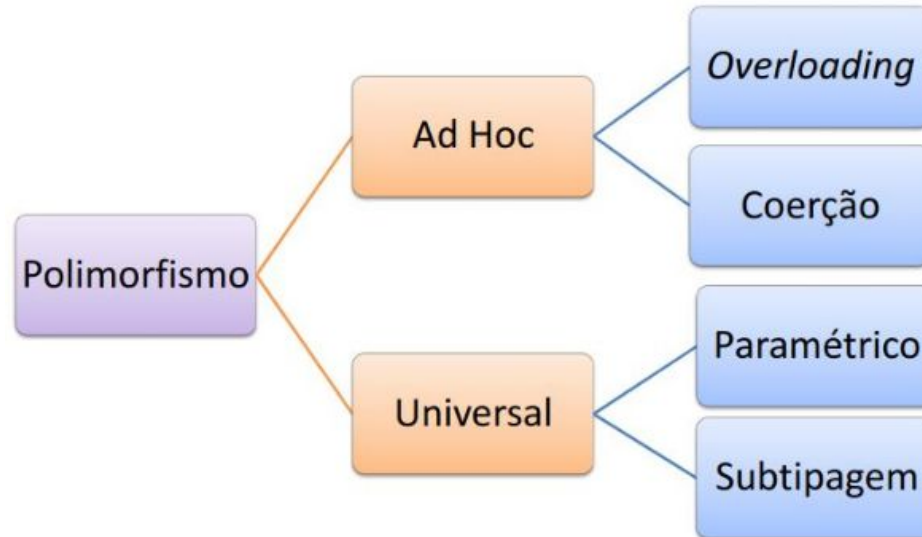 Overloading
Ad Hoc
Coerção
Polimorfismo
Paramétrico
Universal
Subtipagem